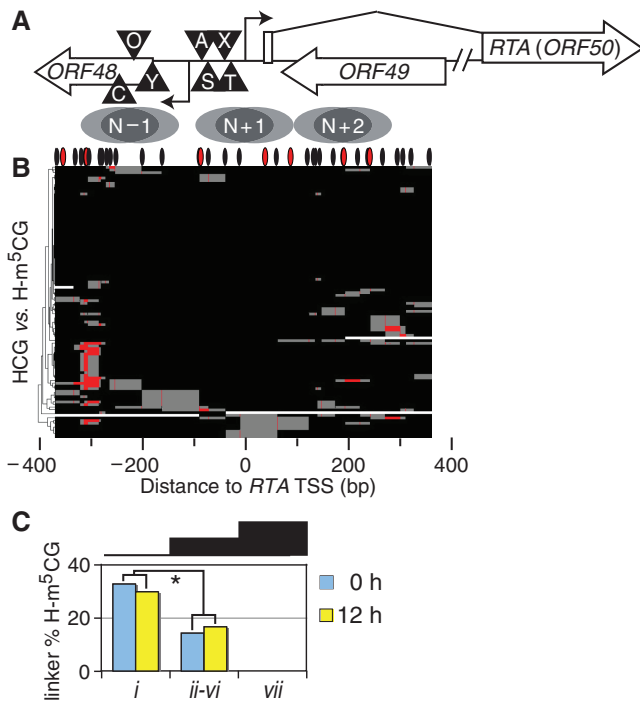 A
O A X
ORF48
C Y S T
ORF49
RTA (ORF50)
N−1 N+1 N+2
B
HCG vs. H-m⁵CG
−400 −200 0 200 400
Distance to RTA TSS (bp)
C
linker % H-m⁵CG
40
20
0
i ii-vi vii
*
0 h
12 h